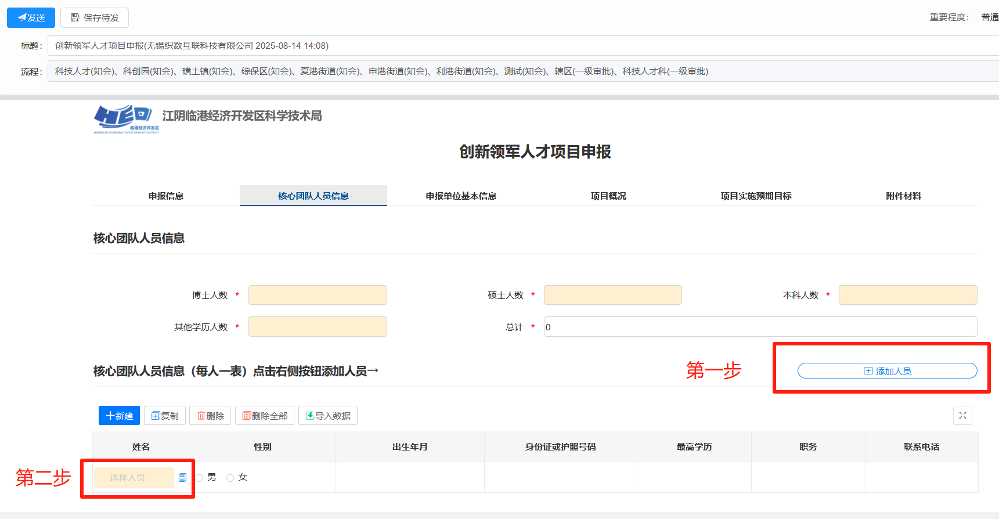 发送 保存待发 重要程度： 普通
标题： 创新领军人才项目申报(无锡织数互联科技有限公司 2025-08-14 14:08)
流程： 科技人才(知会)、科创园(知会)、璜土镇(知会)、综保区(知会)、夏港街道(知会)、申港街道(知会)、利港街道(知会)、测试(知会)、辖区(一级审批)、科技人才科(一级审批)
HEDD 临港经济开发区 HARBOUR ECONOMIC DEVELOPMENT DISTRICT
江阴临港经济开发区科学技术局
创新领军人才项目申报
申报信息 核心团队人员信息 申报单位基本信息 项目概况 项目实施预期目标 附件材料
核心团队人员信息
博士人数 * 硕士人数 * 本科人数 *
其他学历人数 * 总计 * 0
核心团队人员信息（每人一表）点击右侧按钮添加人员→ 第一步 添加人员
新建 复制 删除 删除全部 导入数据
姓名 性别 出生年月 身份证或护照号码 最高学历 职务 联系电话
第二步 选择人员 男 女